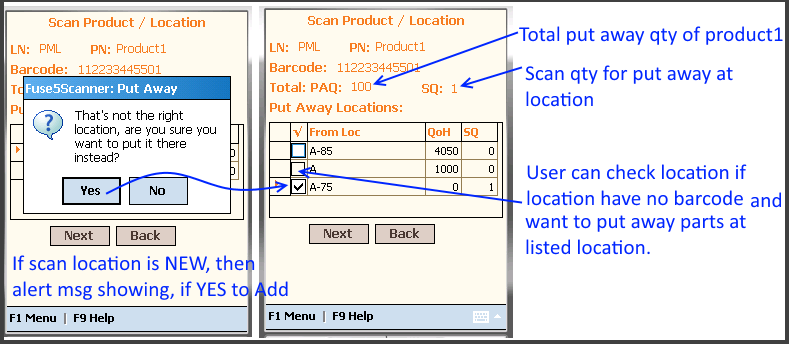 Scan Product / Location
LN: PML PN: Product1
Barcode: 112233445501
Total: PAQ: 100
Put
Fuse5Scanner: Put Away
That's not the right
location, are you sure you
want to put it there
instead?
Yes No
0
0
Next Back
If scan location is NEW, then
alert msg showing, if YES to Add
F1 Menu | F9 Help
Scan Product / Location
LN: PML PN: Product1
Barcode: 112233445501
Total: PAQ: 100 SQ: 1
Put Away Locations:
√ From Loc QoH SQ
A-85 4050 0
A 1000 0
A-75 0 1
Next Back
F1 Menu | F9 Help
Total put away qty of product1
Scan qty for put away at
location
User can check location if
location have no barcode and
want to put away parts at
listed location.